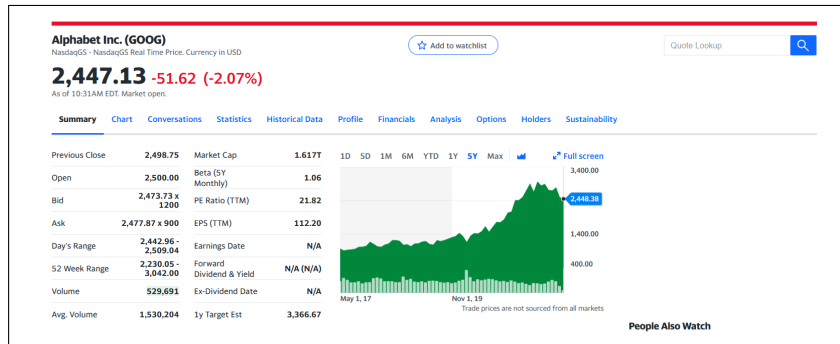 Alphabet Inc. (GOOG)
NasdaqGS - NasdaqGS Real Time Price. Currency in USD
Add to watchlist
Quote Lookup
2,447.13 -51.62 (-2.07%)
As of 10:31AM EDT. Market open.
Summary Chart Conversations Statistics Historical Data Profile Financials Analysis Options Holders Sustainability
Previous Close 2,498.75
Open 2,500.00
Bid 2,473.73 x 1200
Ask 2,477.87 x 900
Day's Range 2,442.96 - 2,509.04
52 Week Range 2,230.05 - 3,042.00
Volume 529,691
Avg. Volume 1,530,204
Market Cap 1.617T
Beta (5Y Monthly) 1.06
PE Ratio (TTM) 21.82
EPS (TTM) 112.20
Earnings Date N/A
Forward Dividend & Yield N/A (N/A)
Ex-Dividend Date N/A
1y Target Est 3,366.67
1D 5D 1M 6M YTD 1Y 5Y Max Full screen
3,400.00
2,448.38
1,400.00
400.00
May 1, 17 Nov 1, 19
Trade prices are not sourced from all markets
People Also Watch